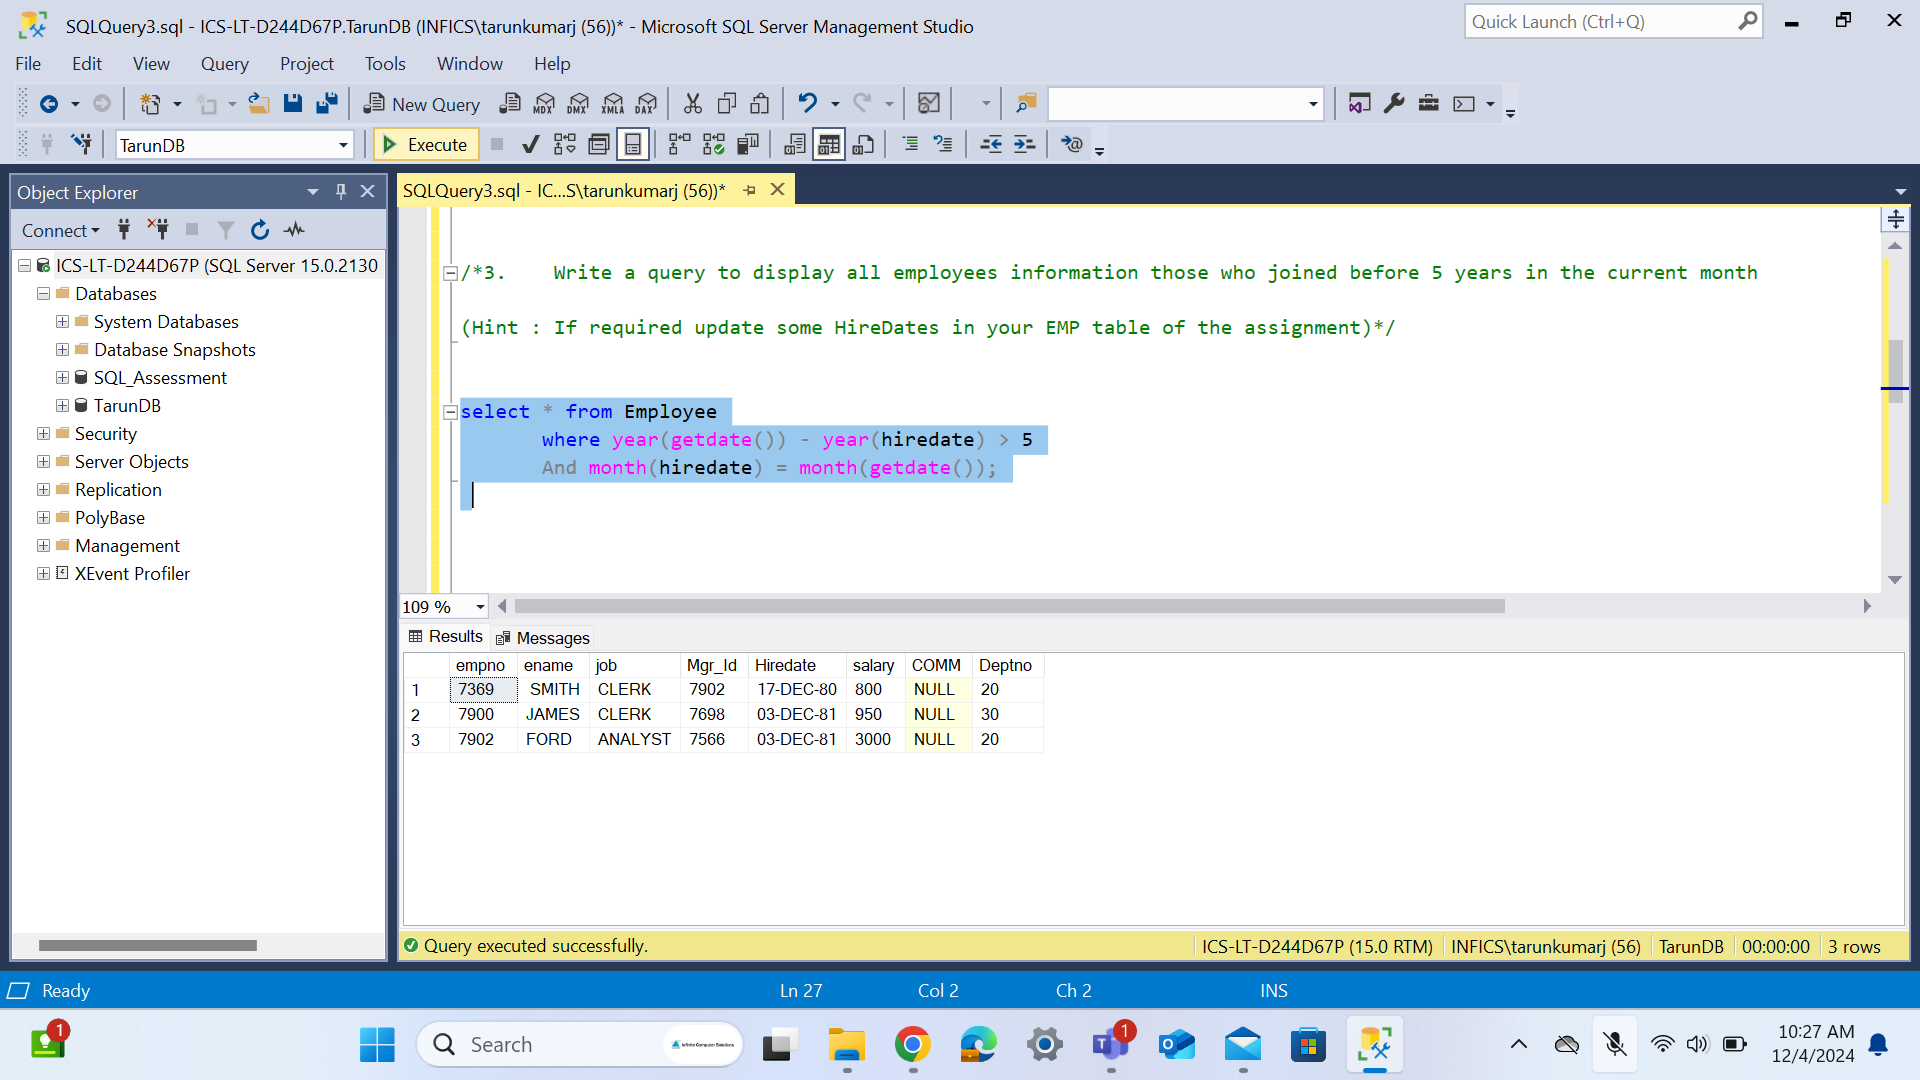 SQLQuery3.sql - ICS-LT-D244D67P.TarunDB (INFICS\tarunkumarj (56))* - Microsoft SQL Server Management Studio
Quick Launch (Ctrl+Q)
File Edit View Query Project Tools Window Help
New Query MDX DMX XMLA DAX
TarunDB Execute
Object Explorer
SQLQuery3.sql - IC...S\tarunkumarj (56))*
Connect
ICS-LT-D244D67P (SQL Server 15.0.2130
Databases
System Databases
Database Snapshots
SQL_Assessment
TarunDB
Security
Server Objects
Replication
PolyBase
Management
XEvent Profiler
/*3. Write a query to display all employees information those who joined before 5 years in the current month
(Hint : If required update some HireDates in your EMP table of the assignment)*/
select * from Employee
where year(getdate()) - year(hiredate) > 5
And month(hiredate) = month(getdate());
109 %
Results Messages
empno ename job Mgr_Id Hiredate salary COMM Deptno
1 7369 SMITH CLERK 7902 17-DEC-80 800 NULL 20
2 7900 JAMES CLERK 7698 03-DEC-81 950 NULL 30
3 7902 FORD ANALYST 7566 03-DEC-81 3000 NULL 20
Query executed successfully. ICS-LT-D244D67P (15.0 RTM) INFICS\tarunkumarj (56) TarunDB 00:00:00 3 rows
Ready Ln 27 Col 2 Ch 2 INS
1
Search
Infinite Computer Solutions
1
10:27 AM
12/4/2024